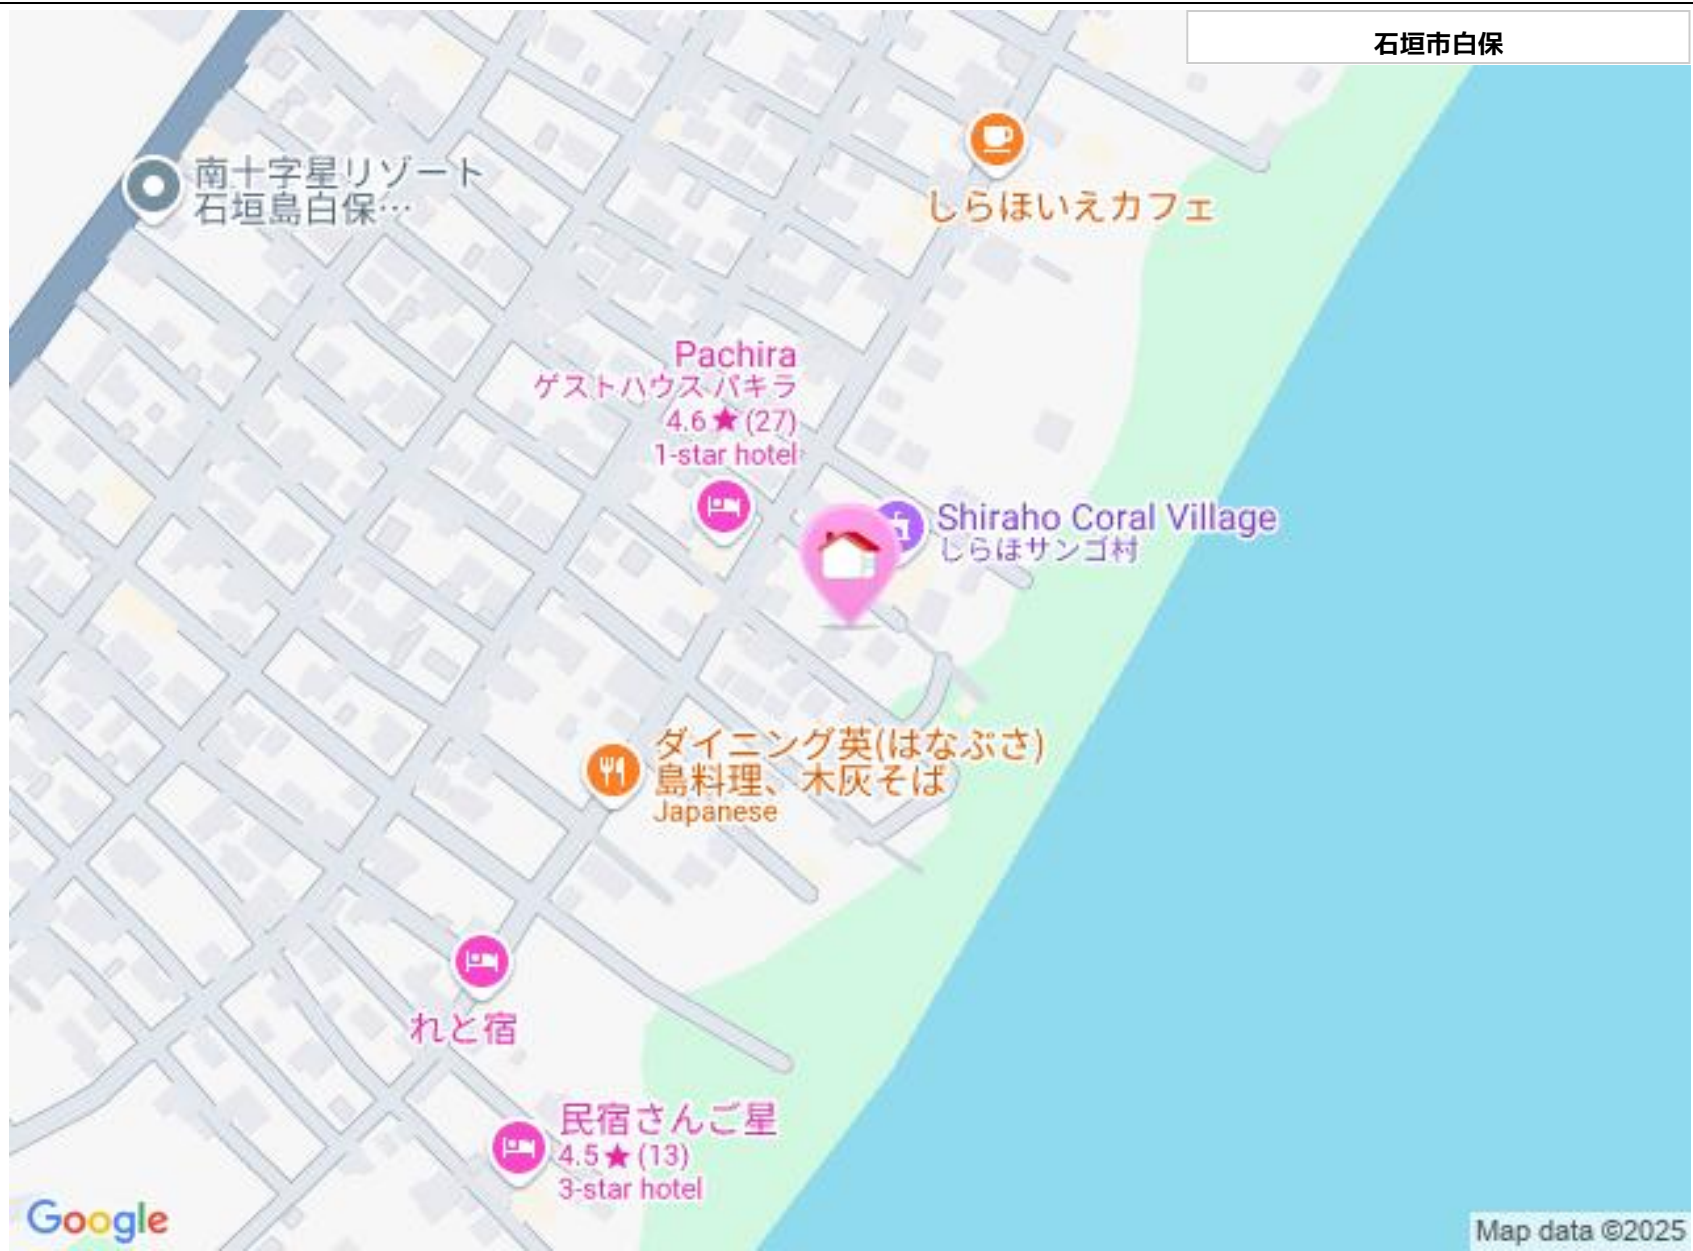 石垣市白保
しらほいえカフェ
南十字星リゾート
石垣島白保…
Pachira
ゲストハウス パキラ
4.6★(27)
1-star hotel
Shiraho Coral Village
しらほサンゴ村
ダイニング英(はなぶさ)
島料理、木灰そば
Japanese
れと宿
民宿さんご星
4.5★(13)
3-star hotel
Google
Map data ©2025